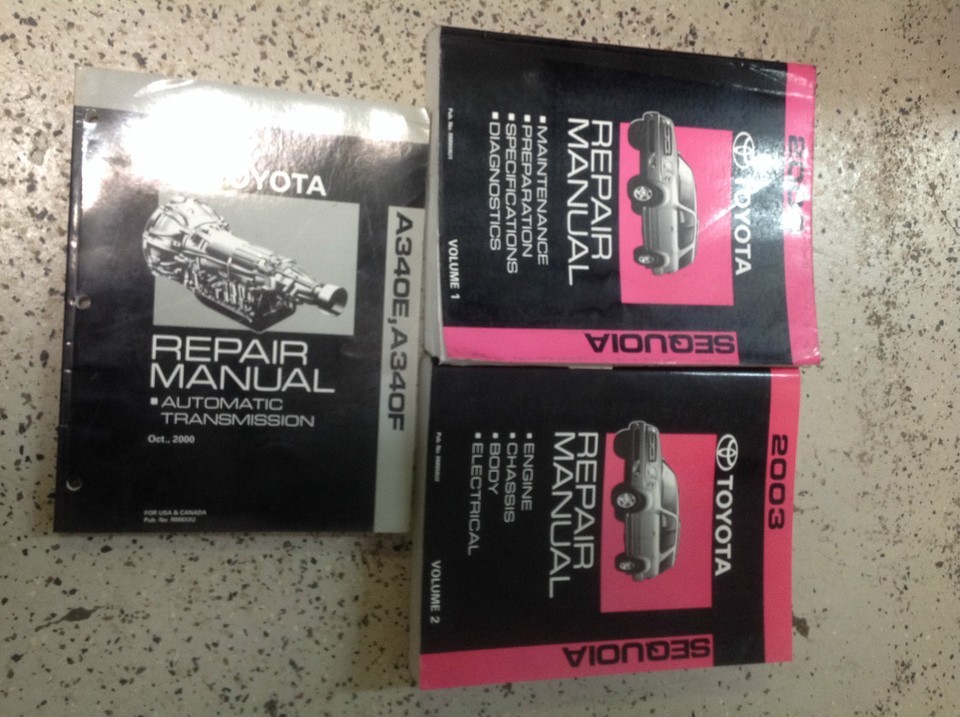 TOYOTA
A340E, A340F
REPAIR
MANUAL
▪ AUTOMATIC
TRANSMISSION
Oct., 2000
FOR USA & CANADA
TOYOTA
REPAIR
MANUAL
▪ MAINTENANCE
▪ PREPARATION
▪ SPECIFICATIONS
▪ DIAGNOSTICS
VOLUME 1
SEQUOIA
2003
TOYOTA
REPAIR
MANUAL
▪ ENGINE
▪ CHASSIS
▪ BODY
▪ ELECTRICAL
VOLUME 2
SEQUOIA